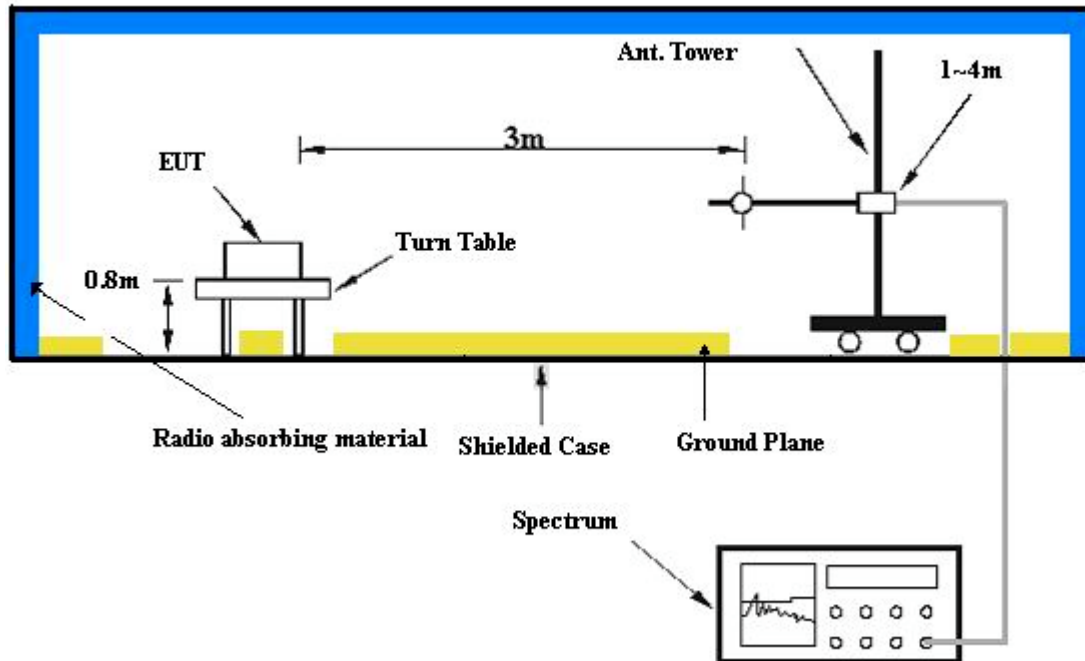 Ant. Tower
1~4m
3m
EUT
Turn Table
0.8m
Radio absorbing material
Shielded Case
Ground Plane
Spectrum